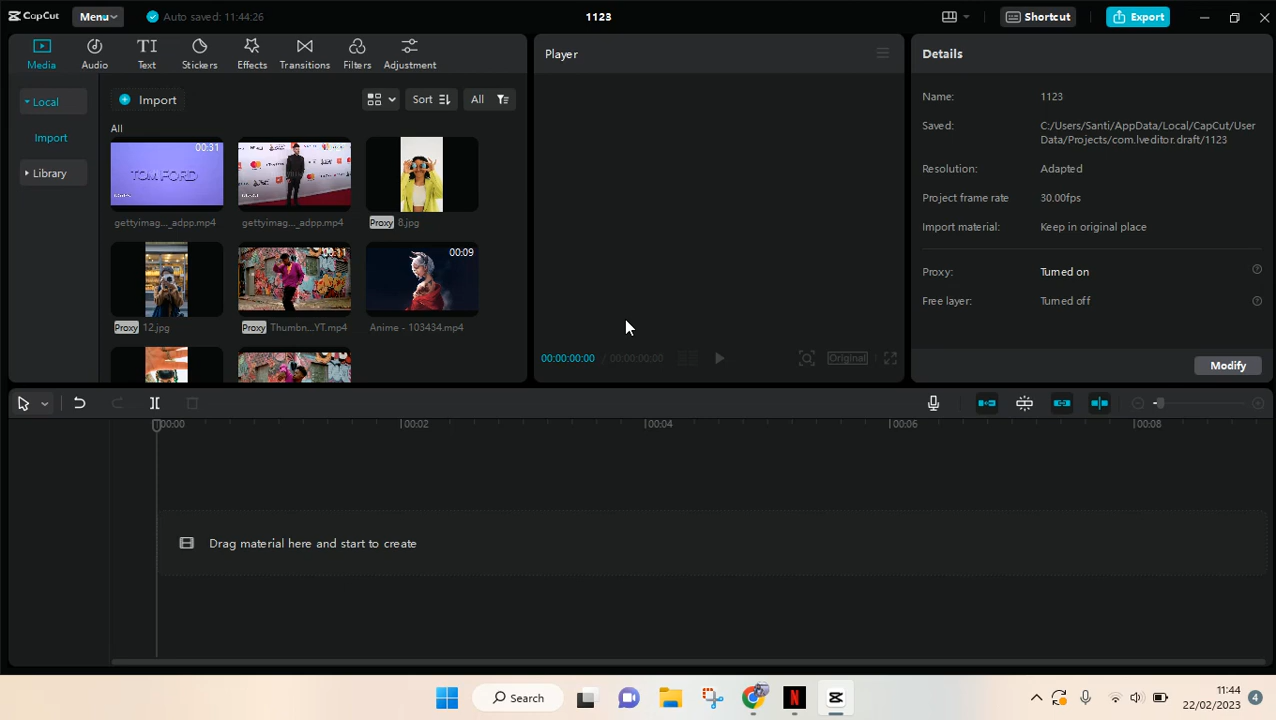 CapCut Menu Auto saved: 11:44:26 1123 Shortcut Export
Media Audio Text Stickers Effects Transitions Filters Adjustment
Local
Import
Library
Import Sort All
All
00:31
TOM FORD
gettyimag..._adpp.mp4
gettyimag..._adpp.mp4
Proxy 8.jpg
Proxy 12.jpg
00:11
Proxy Thumbn...YT.mp4
00:09
Anime - 103434.mp4
Player
00:00:00:00 / 00:00:00:00 Original
Details
Name: 1123
Saved: C:/Users/Santi/AppData/Local/CapCut/User
Data/Projects/com.lveditor.draft/1123
Resolution: Adapted
Project frame rate 30.00fps
Import material: Keep in original place
Proxy: Turned on
Free layer: Turned off
Modify
00:00 00:02 00:04 00:06 00:08
Drag material here and start to create
Search
N
11:44
22/02/2023
4